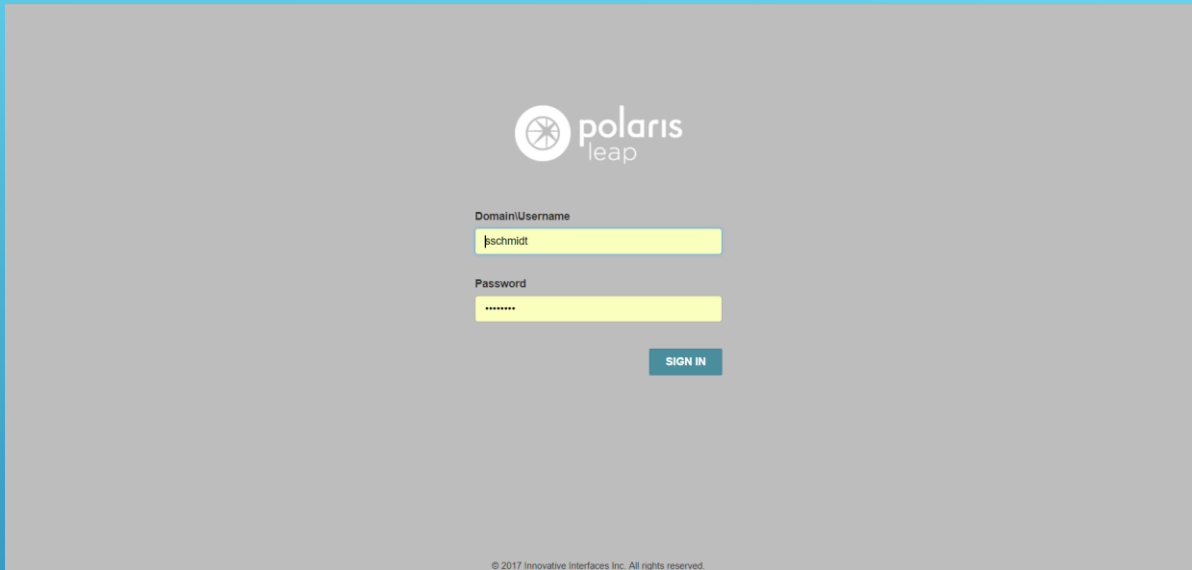 polaris
leap
Domain\Username
sschmidt
Password
••••••••
SIGN IN
© 2017 Innovative Interfaces Inc. All rights reserved.